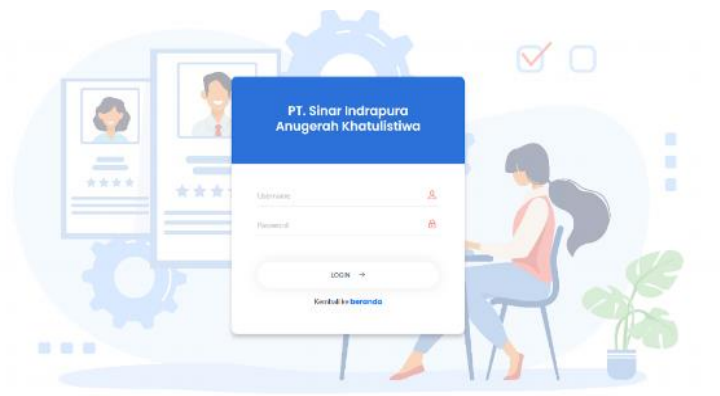 PT. Sinar Indrapura
Anugerah Khatulistiwa
Username
Password
LOGIN →
Kembali ke beranda